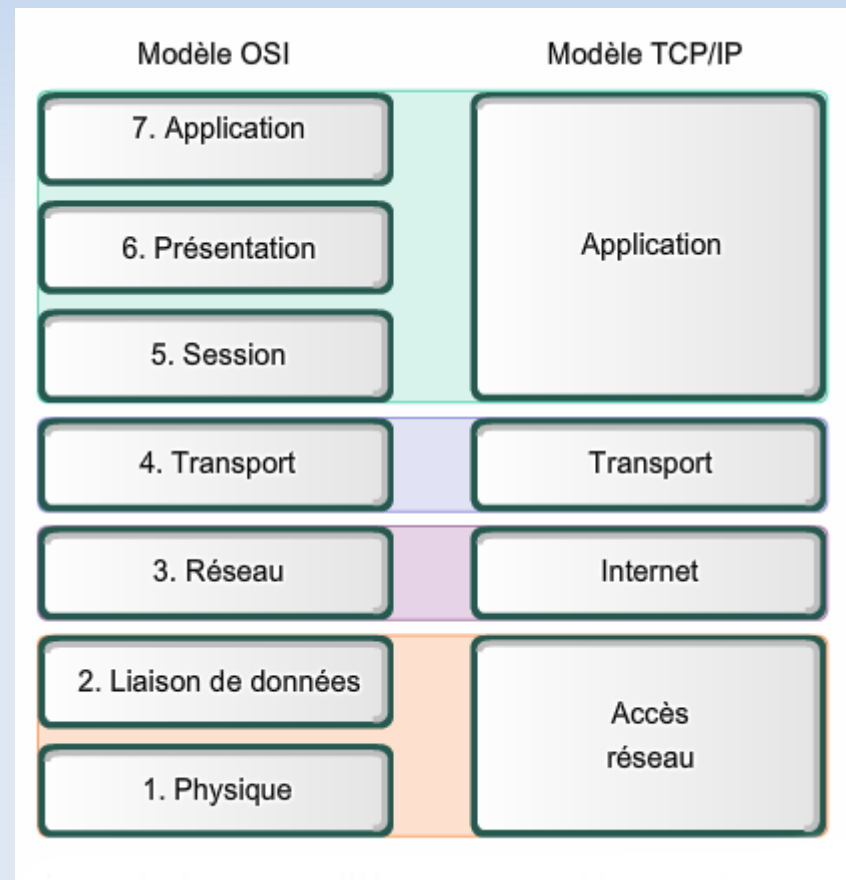 Modèle OSI
Modèle TCP/IP
7. Application
6. Présentation
5. Session
Application
4. Transport
Transport
3. Réseau
Internet
2. Liaison de données
1. Physique
Accès
réseau